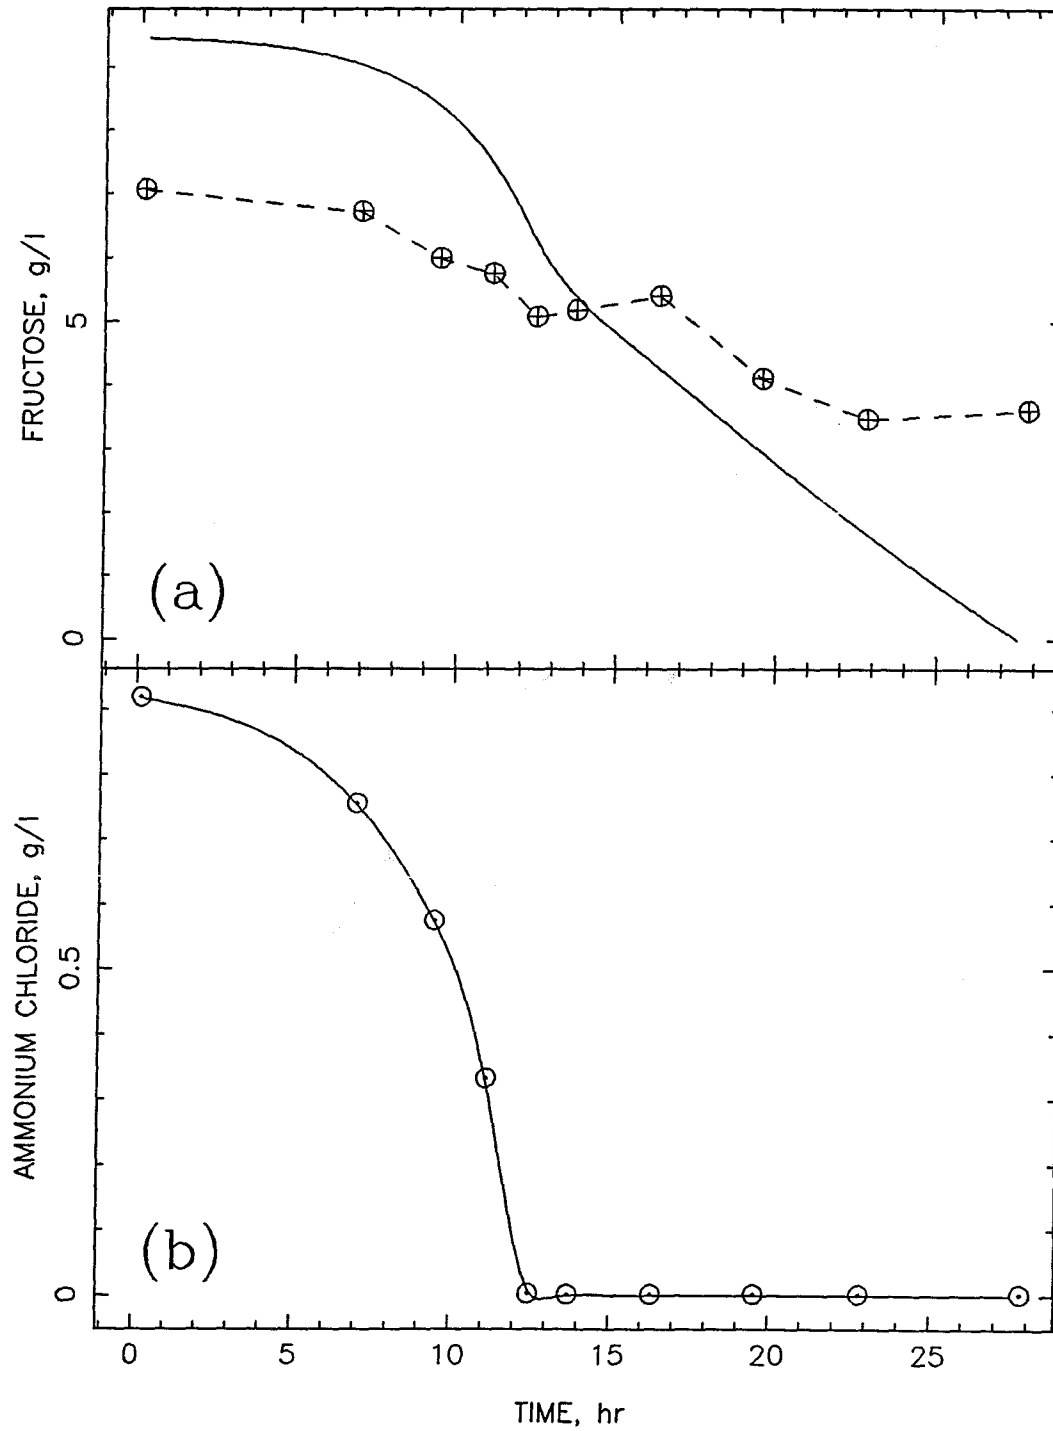 FRUCTOSE, g/l
5
0
(a)
AMMONIUM CHLORIDE, g/l
0.5
0
(b)
0 5 10 15 20 25
TIME, hr